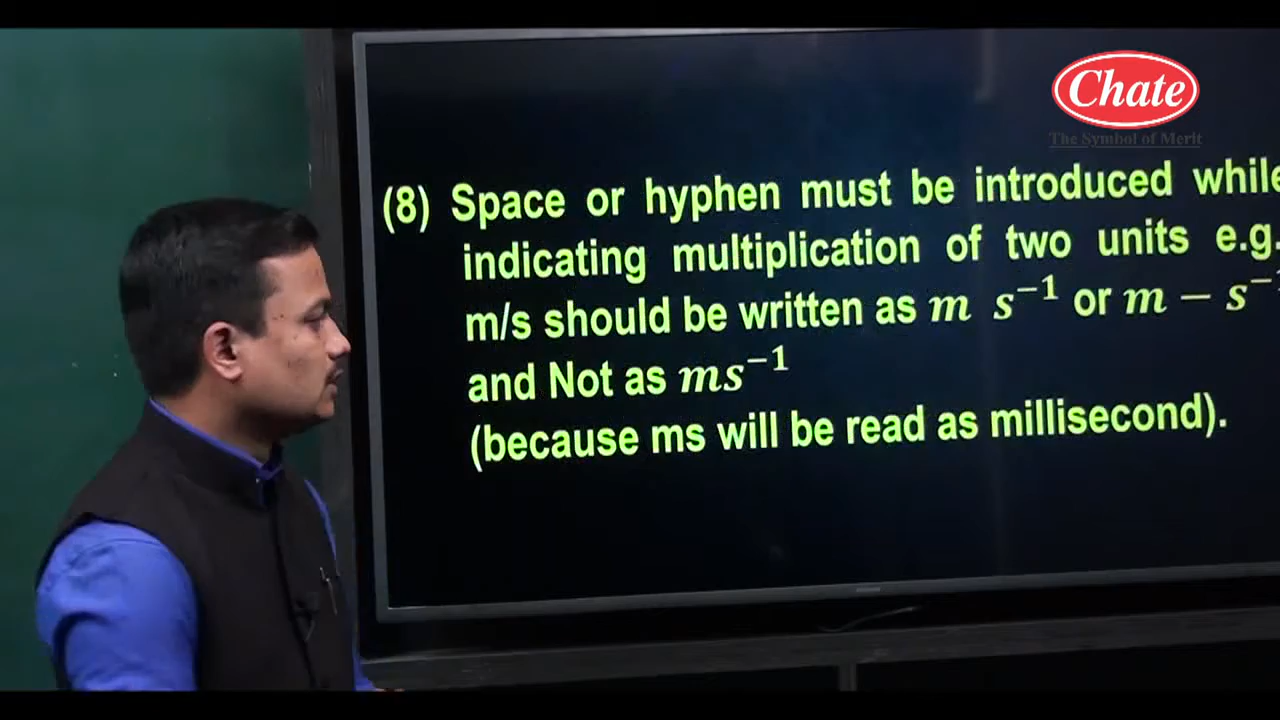 Chate
The Symbol of Merit
(8) Space or hyphen must be introduced while
indicating multiplication of two units e.g.
m/s should be written as m s⁻¹ or m − s⁻¹
and Not as ms⁻¹
(because ms will be read as millisecond).